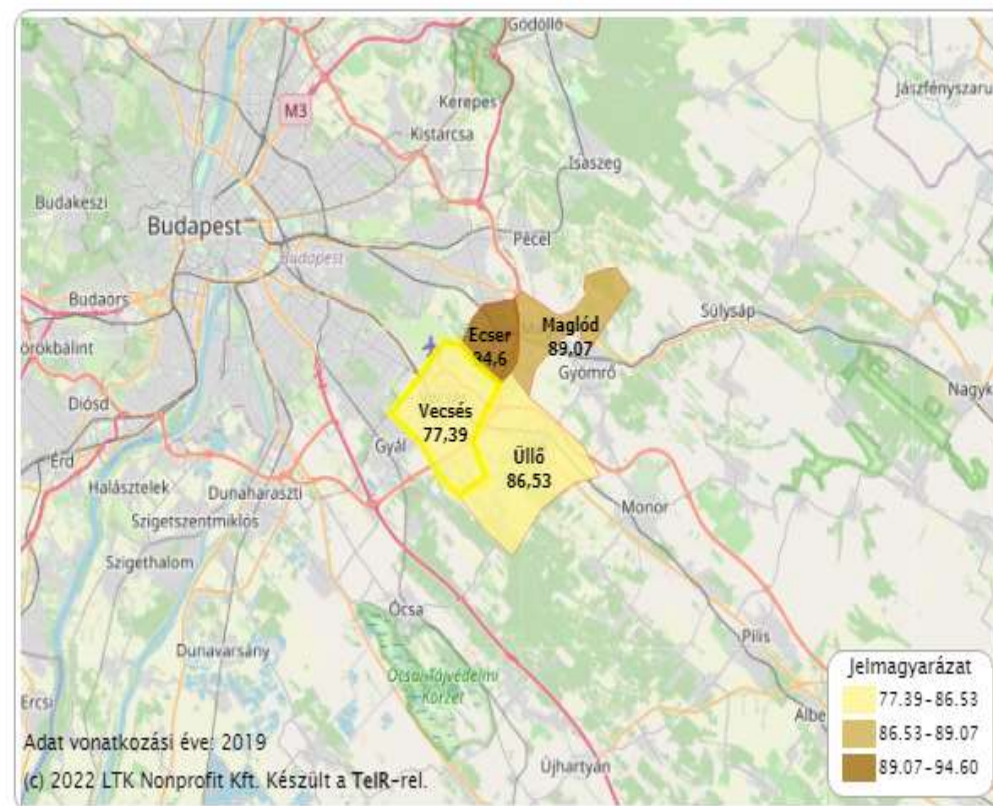 Gödöllő
M3
Kerepes
Jászfényszaru
Kistarcsa
Isaszeg
Budakeszi
Budapest
Pécel
Budapest
Budaörs
Ecser
94,6
Maglód
89,07
Sülysáp
örökbálint
Gyömrő
Diósd
Vecsés
77,39
Nagyk
Gyál
Érd
Üllő
86,53
Halásztelek
Dunaharaszti
Monor
Szigetszentmiklós
Szigethalom
Ócsa
Pilis
Dunavarsány
Ócsai Tájvédelmi
Körzet
Jelmagyarázat
77.39-86.53
86.53-89.07
89.07-94.60
Ercsi
Albe
Adat vonatkozási éve: 2019
(c) 2022 LTK Nonprofit Kft. Készült a TeIR-rel.
Újhartyán